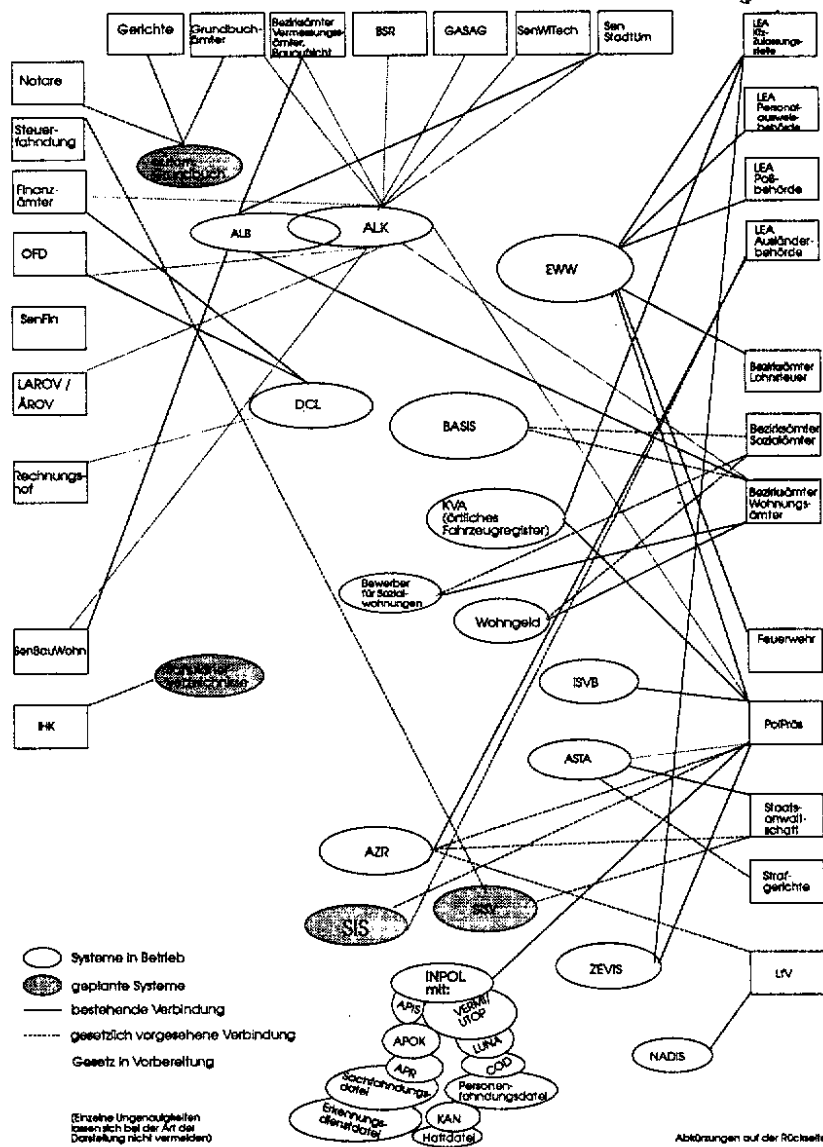 Gerichte
Grundbuch-
ämter
Bezirksämter
Vermessungs-
ämter,
Bauaufsicht
BSR
GASAG
SenWiTech
Sen
StadtUm
LEA
Kfz-
Zulassungs-
stelle
Notare
Steuer-
fahndung
Finanz-
ämter
OFD
SenFin
LAROV /
ÄROV
Rechnungs-
hof
SenBauWohn
IHK
LEA
Personal-
ausweis-
behörde
LEA
Paß-
behörde
LEA
Ausländer-
behörde
Bezirksämter
Lohnsteuer
Bezirksämter
Sozialämter
Bezirksämter
Wohnungs-
ämter
Feuerwehr
PolPräs
Staats-
anwalt-
schaft
Straf-
gerichte
LfV
Grundbuch
ALB
ALK
EWW
DCL
BASIS
KVA
(örtliches
Fahrzeugregister)
Bewerber
für Sozial-
wohnungen
Wohngeld
verzeichnisse
ISVB
ASTA
AZR
SIS
SSV
ZEVIS
NADIS
INPOL
mit:
APIS
VERMI/
UTOP
APOK
LUNA
APR
COD
Sachfahndungs-
datei
Personen-
fahndungsdatei
Erkennungs-
dienstdatei
KAN
Haftdatei
Systeme in Betrieb
geplante Systeme
bestehende Verbindung
gesetzlich vorgesehene Verbindung
Gesetz in Vorbereitung
(Einzelne Ungenauigkeiten
lassen sich bei der Art der
Darstellung nicht vermeiden)
Abkürzungen auf der Rückseite